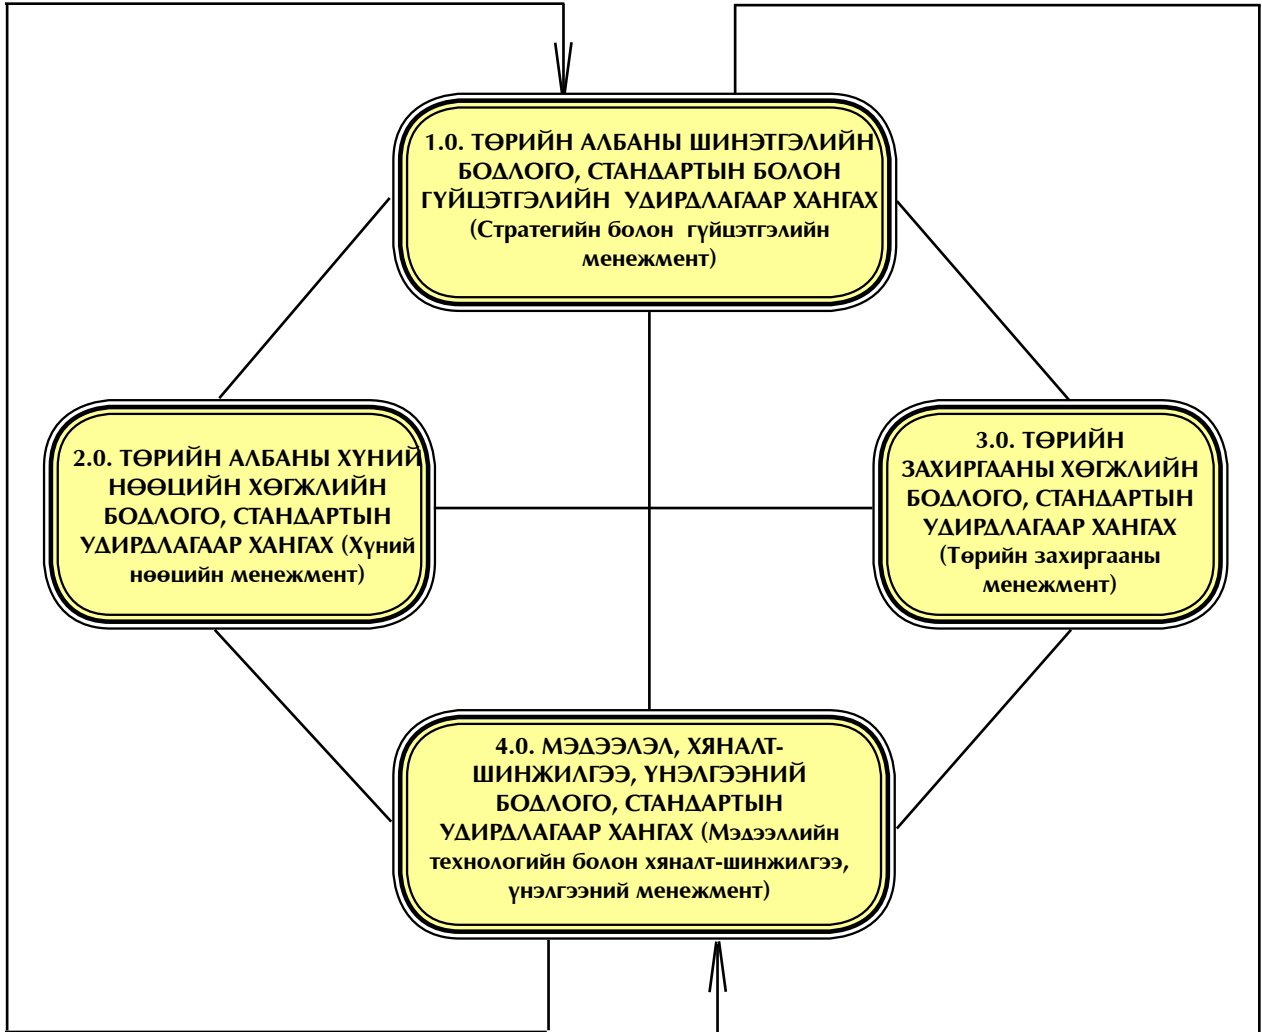 1.0. ТӨРИЙН АЛБАНЫ ШИНЭТГЭЛИЙН
БОДЛОГО, СТАНДАРТЫН БОЛОН
ГҮЙЦЭТГЭЛИЙН УДИРДЛАГААР ХАНГАХ
(Стратегийн болон гүйцэтгэлийн
менежмент)
2.0. ТӨРИЙН АЛБАНЫ ХҮНИЙ
НӨӨЦИЙН ХӨГЖЛИЙН
БОДЛОГО, СТАНДАРТЫН
УДИРДЛАГААР ХАНГАХ (Хүний
нөөцийн менежмент)
3.0. ТӨРИЙН
ЗАХИРГААНЫ ХӨГЖЛИЙН
БОДЛОГО, СТАНДАРТЫН
УДИРДЛАГААР ХАНГАХ
(Төрийн захиргааны
менежмент)
4.0. МЭДЭЭЛЭЛ, ХЯНАЛТ-
ШИНЖИЛГЭЭ, ҮНЭЛГЭЭНИЙ
БОДЛОГО, СТАНДАРТЫН
УДИРДЛАГААР ХАНГАХ (Мэдээллийн
технологийн болон хяналт-шинжилгээ,
үнэлгээний менежмент)